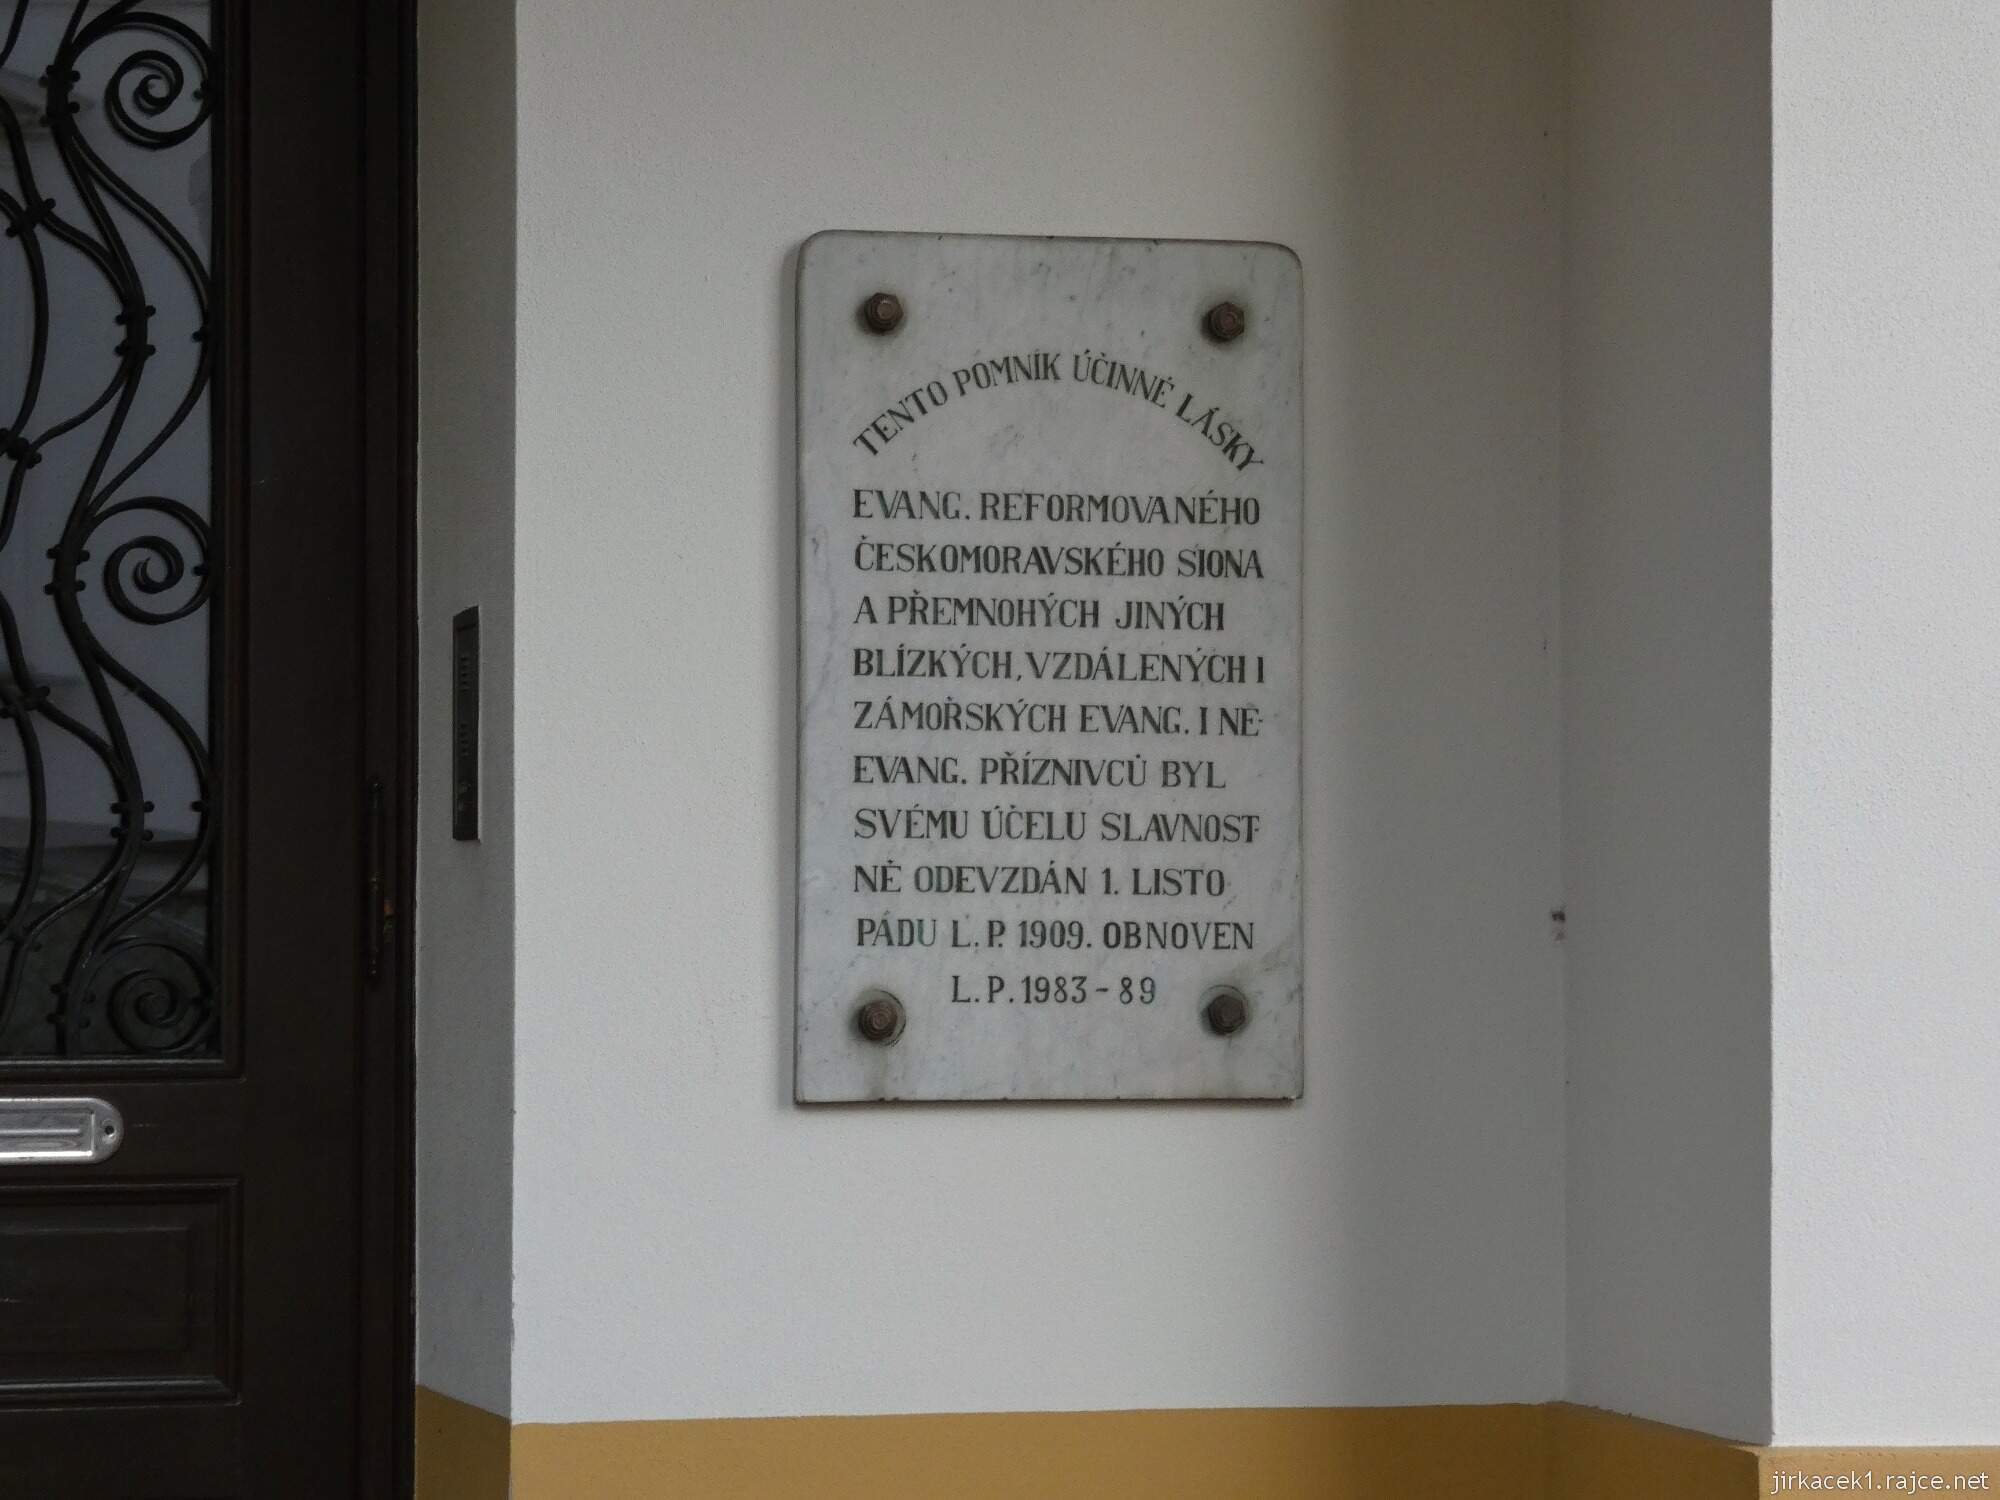 TENTO POMNÍK ÚČINNÉ LÁSKY
EVANG. REFORMOVANÉHO
ČESKOMORAVSKÉHO SIONA
A PŘEMNOHÝCH JINÝCH
BLÍZKÝCH, VZDÁLENÝCH I
ZÁMOŘSKÝCH EVANG. I NE-
EVANG. PŘÍZNIVCŮ BYL
SVÉMU ÚČELU SLAVNOST-
NĚ ODEVZDÁN 1. LISTO-
PADU L. P. 1909. OBNOVEN
L. P. 1983 - 89
jirkacek1.rajce.net